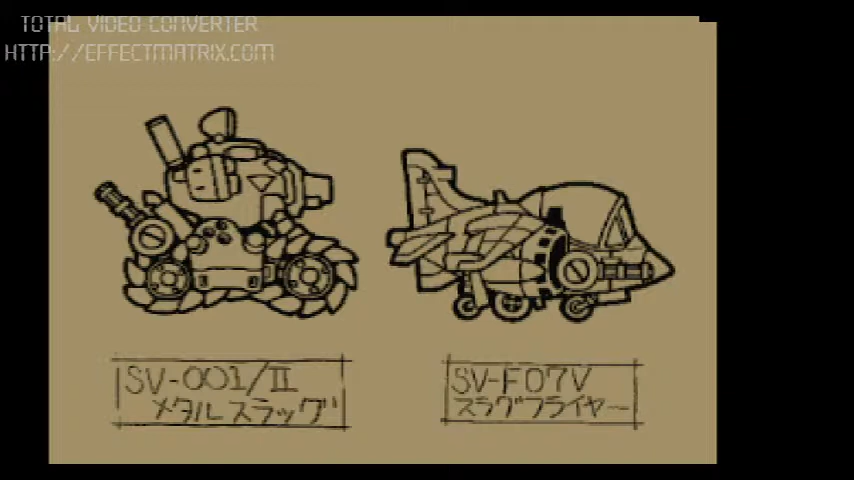 TOTAL VIDEO CONVERTER
HTTP://EFFECTMATRIX.COM
SV-001/II
メタルスラッグ
SV-F07V
スラグフライヤー